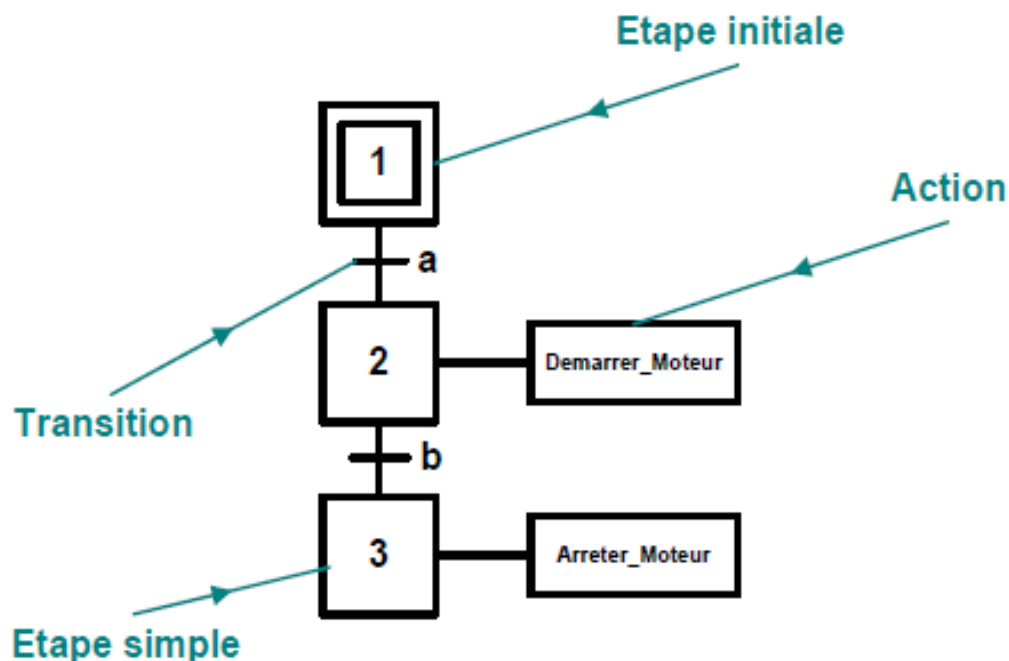 Etape initiale
1
Action
a
2
Demarrer_Moteur
Transition
b
3
Arreter_Moteur
Etape simple